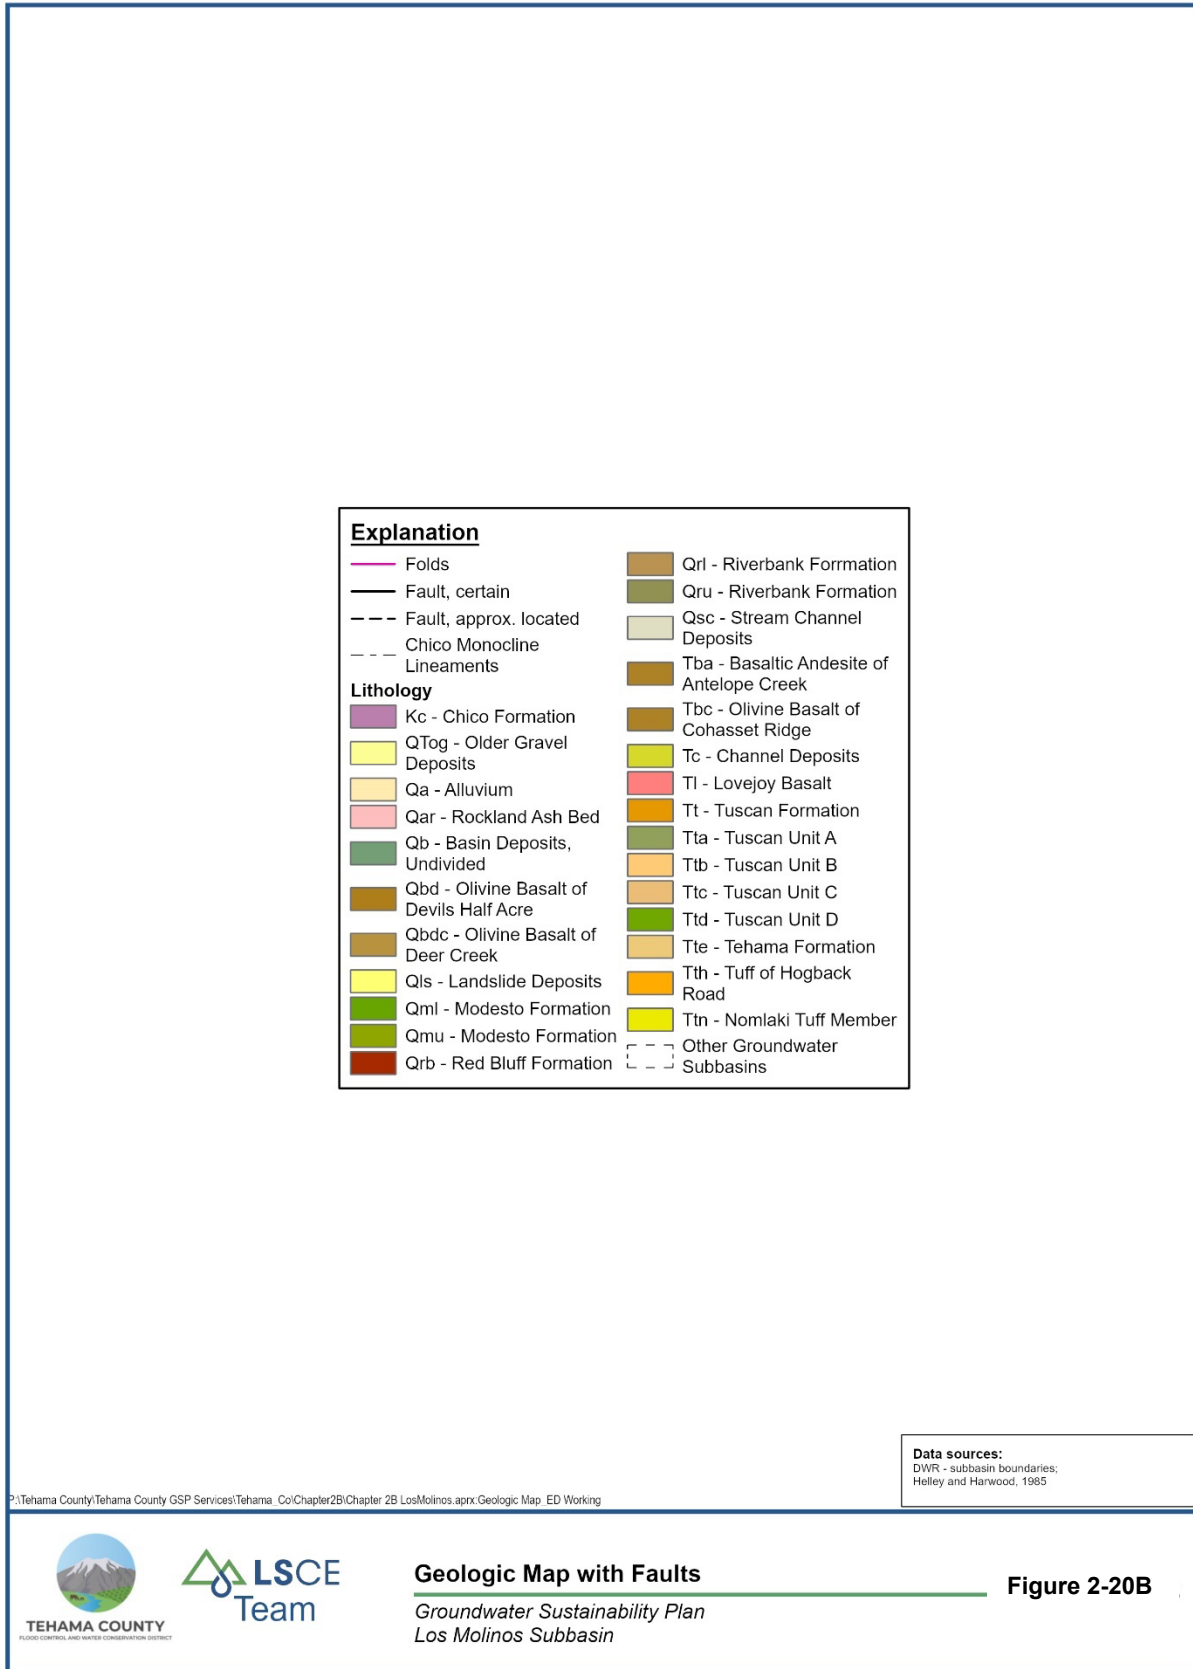 Explanation
Folds
Fault, certain
Fault, approx. located
Chico Monocline
Lineaments
Lithology
Kc - Chico Formation
QTog - Older Gravel
Deposits
Qa - Alluvium
Qar - Rockland Ash Bed
Qb - Basin Deposits,
Undivided
Qbd - Olivine Basalt of
Devils Half Acre
Qbdc - Olivine Basalt of
Deer Creek
Qls - Landslide Deposits
Qml - Modesto Formation
Qmu - Modesto Formation
Qrb - Red Bluff Formation
Qrl - Riverbank Forrmation
Qru - Riverbank Formation
Qsc - Stream Channel
Deposits
Tba - Basaltic Andesite of
Antelope Creek
Tbc - Olivine Basalt of
Cohasset Ridge
Tc - Channel Deposits
Tl - Lovejoy Basalt
Tt - Tuscan Formation
Tta - Tuscan Unit A
Ttb - Tuscan Unit B
Ttc - Tuscan Unit C
Ttd - Tuscan Unit D
Tte - Tehama Formation
Tth - Tuff of Hogback
Road
Ttn - Nomlaki Tuff Member
Other Groundwater
Subbasins
Data sources:
DWR - subbasin boundaries;
Helley and Harwood, 1985
P:\Tehama County\Tehama County GSP Services\Tehama_Co\Chapter2B\Chapter 2B LosMolinos.aprx:Geologic Map_ED Working
TEHAMA COUNTY
FLOOD CONTROL AND WATER CONSERVATION DISTRICT
LSCE
Team
Geologic Map with Faults
Groundwater Sustainability Plan
Los Molinos Subbasin
Figure 2-20B